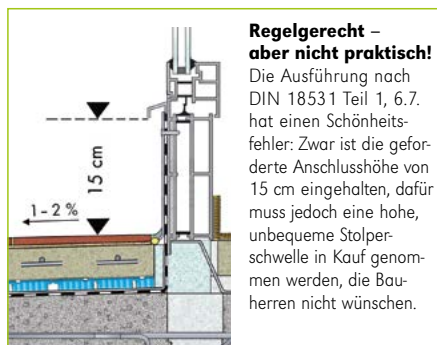 Regelgerecht –
aber nicht praktisch!
Die Ausführung nach
DIN 18531 Teil 1, 6.7.
hat einen Schönheits-
fehler: Zwar ist die gefor-
derte Anschlusshöhe von
15 cm eingehalten, dafür
muss jedoch eine hohe,
unbequeme Stolper-
schwelle in Kauf genom-
men werden, die Bau-
herren nicht wünschen.
15 cm
1-2 %